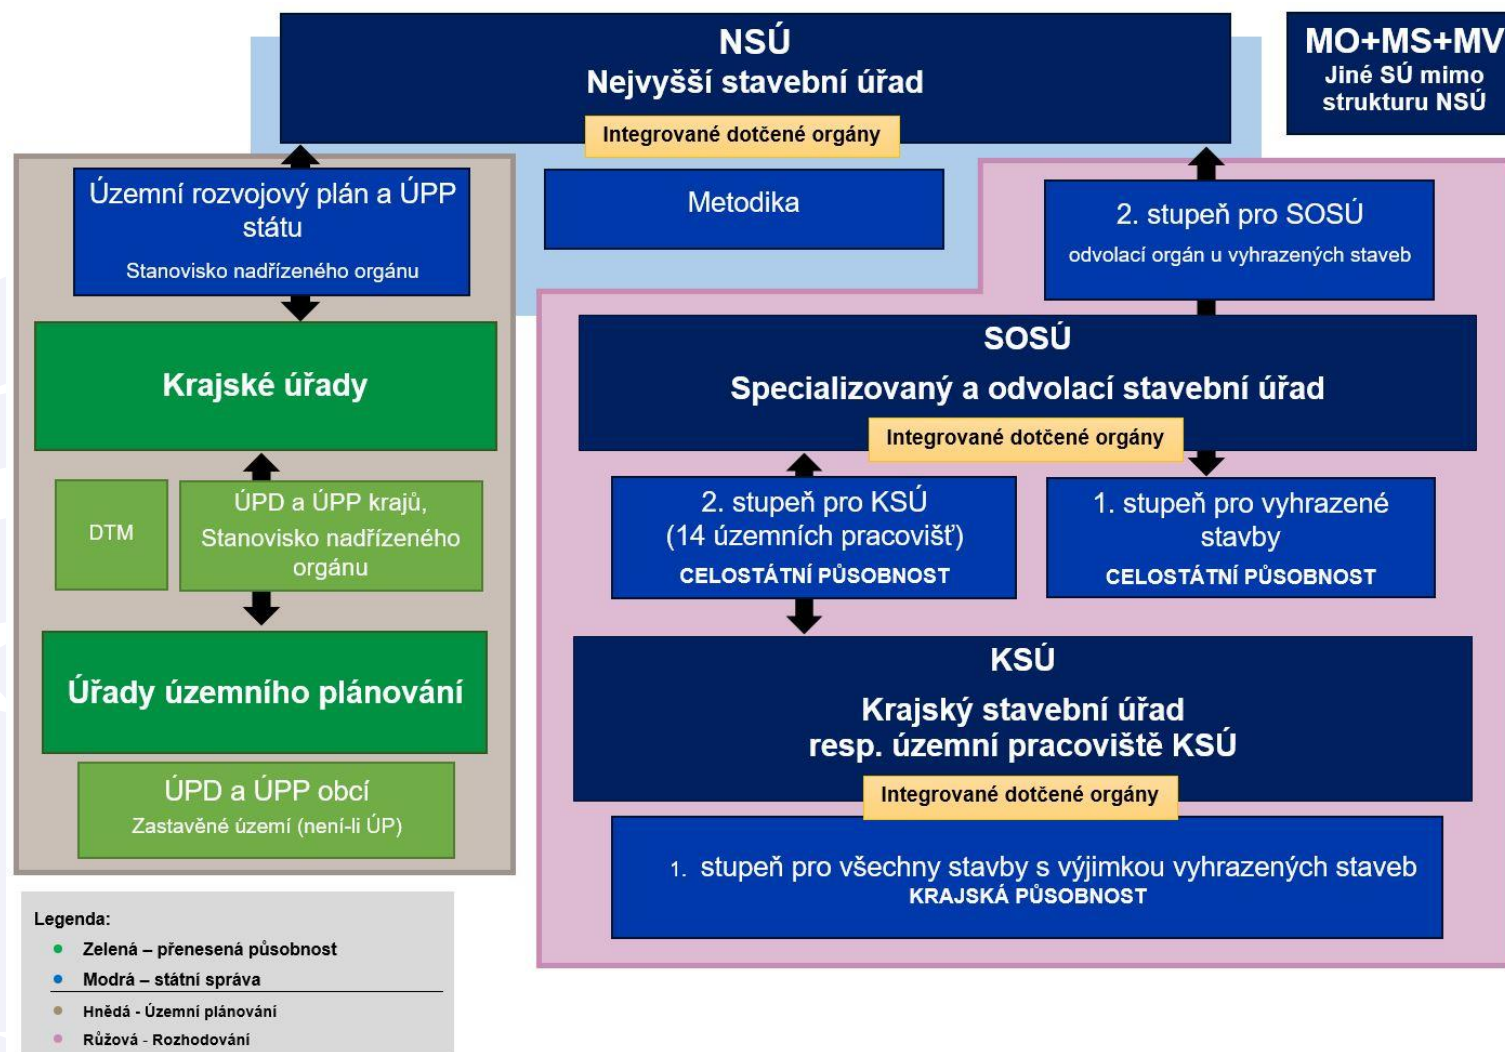 NSÚ
Nejvyšší stavební úřad
Integrované dotčené orgány
MO+MS+MV
Jiné SÚ mimo
strukturu NSÚ
Územní rozvojový plán a ÚPP
státu
Stanovisko nadřízeného orgánu
Metodika
2. stupeň pro SOSÚ
odvolací orgán u vyhrazených staveb
Krajské úřady
SOSÚ
Specializovaný a odvolací stavební úřad
Integrované dotčené orgány
DTM
ÚPD a ÚPP krajů,
Stanovisko nadřízeného
orgánu
2. stupeň pro KSÚ
(14 územních pracovišť)
CELOSTÁTNÍ PŮSOBNOST
1. stupeň pro vyhrazené
stavby
CELOSTÁTNÍ PŮSOBNOST
Úřady územního plánování
KSÚ
Krajský stavební úřad
resp. územní pracoviště KSÚ
Integrované dotčené orgány
ÚPD a ÚPP obcí
Zastavěné území (není-li ÚP)
1. stupeň pro všechny stavby s výjimkou vyhrazených staveb
KRAJSKÁ PŮSOBNOST
Legenda:
Zelená – přenesená působnost
Modrá – státní správa
Hnědá - Územní plánování
Růžová - Rozhodování